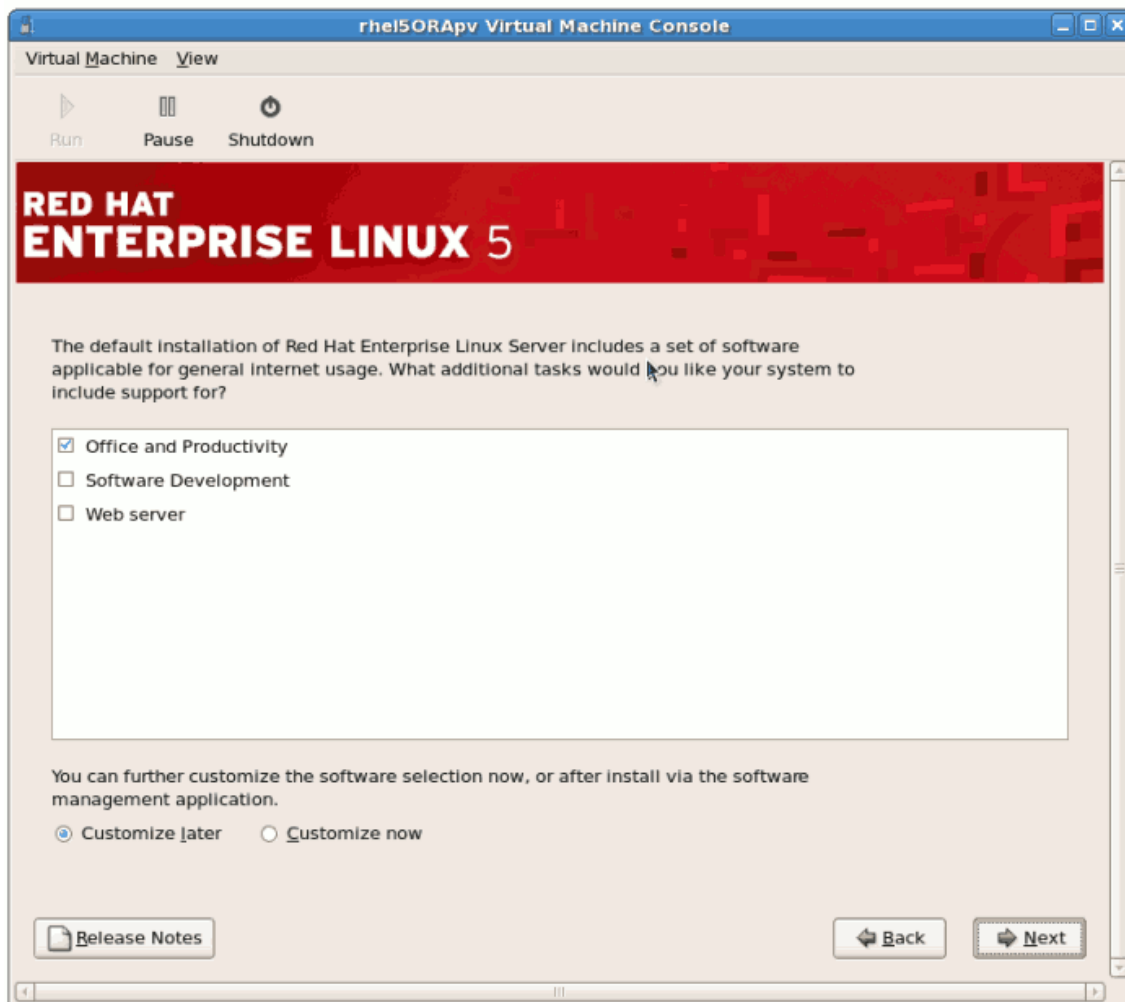 rhel5ORApv Virtual Machine Console
Virtual Machine View
Run Pause Shutdown
RED HAT
ENTERPRISE LINUX 5
The default installation of Red Hat Enterprise Linux Server includes a set of software
applicable for general internet usage. What additional tasks would you like your system to
include support for?
Office and Productivity
Software Development
Web server
You can further customize the software selection now, or after install via the software
management application.
Customize later Customize now
Release Notes Back Next